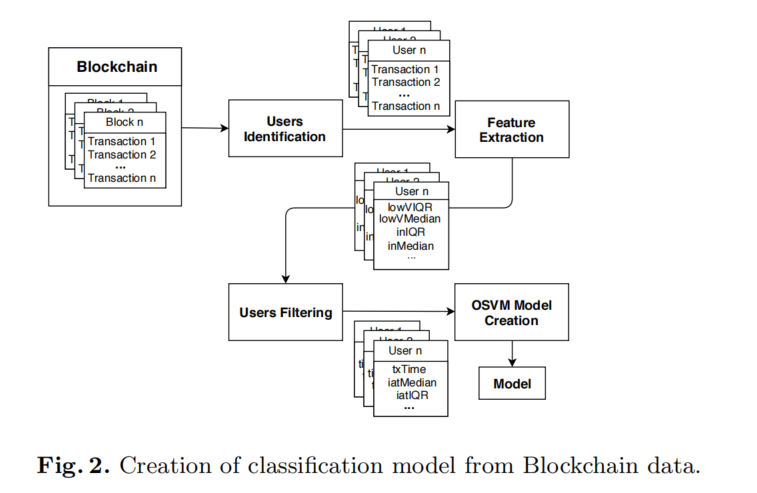 Blockchain
Block 1
Block 2
Block n
Transaction 1
Transaction 2
...
Transaction n
Users
Identification
User 1
User 2
User n
Transaction 1
Transaction 2
...
Transaction n
Feature
Extraction
User 1
User 2
User n
lowVIQR
lowVMedian
inIQR
inMedian
...
Users Filtering
User 1
User 2
User n
txTime
iatMedian
iatIQR
...
OSVM Model
Creation
Model
Fig. 2. Creation of classification model from Blockchain data.